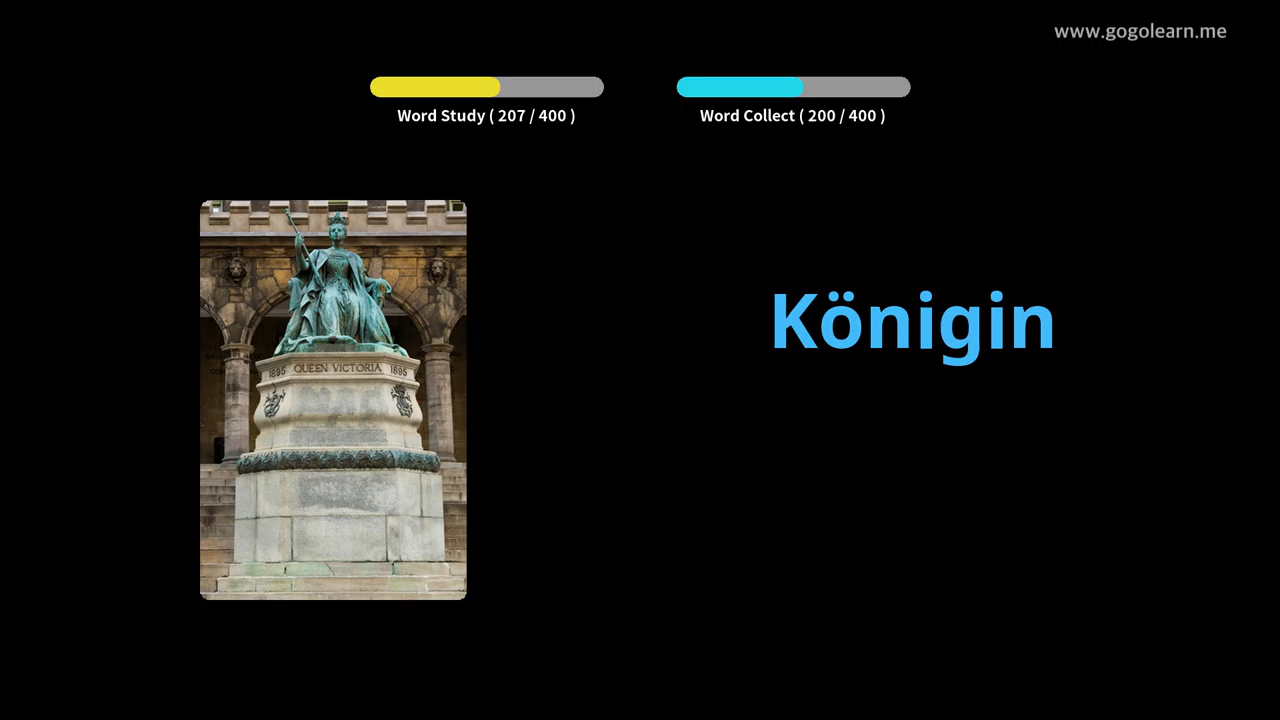 www.gogolearn.me
Word Study ( 207 / 400 )
Word Collect ( 200 / 400 )
Königin
1895 QUEEN VICTORIA 1895